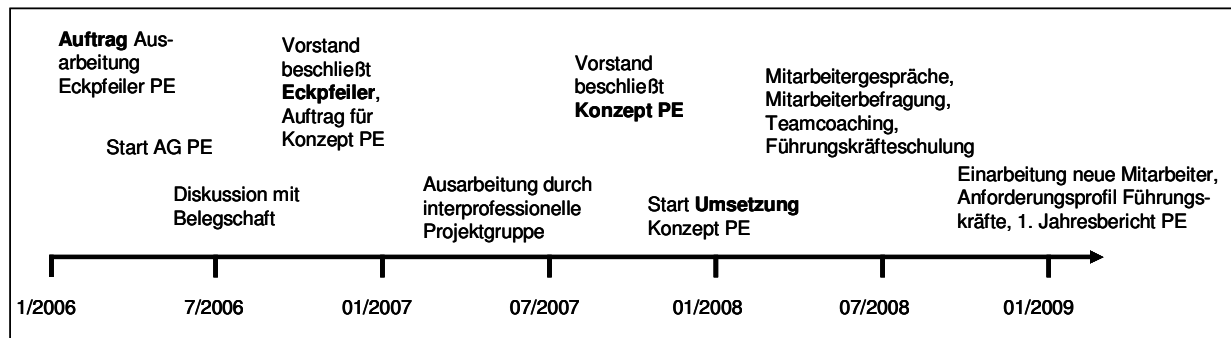 Auftrag Aus-
arbeitung
Eckpfeiler PE
Start AG PE
Diskussion mit
Belegschaft
Vorstand
beschließt
Eckpfeiler,
Auftrag für
Konzept PE
Ausarbeitung durch
interprofessionelle
Projektgruppe
Vorstand
beschließt
Konzept PE
Start Umsetzung
Konzept PE
Mitarbeitergespräche,
Mitarbeiterbefragung,
Teamcoaching,
Führungskräfteschulung
Einarbeitung neue Mitarbeiter,
Anforderungsprofil Führungs-
kräfte, 1. Jahresbericht PE
1/2006
7/2006
01/2007
07/2007
01/2008
07/2008
01/2009